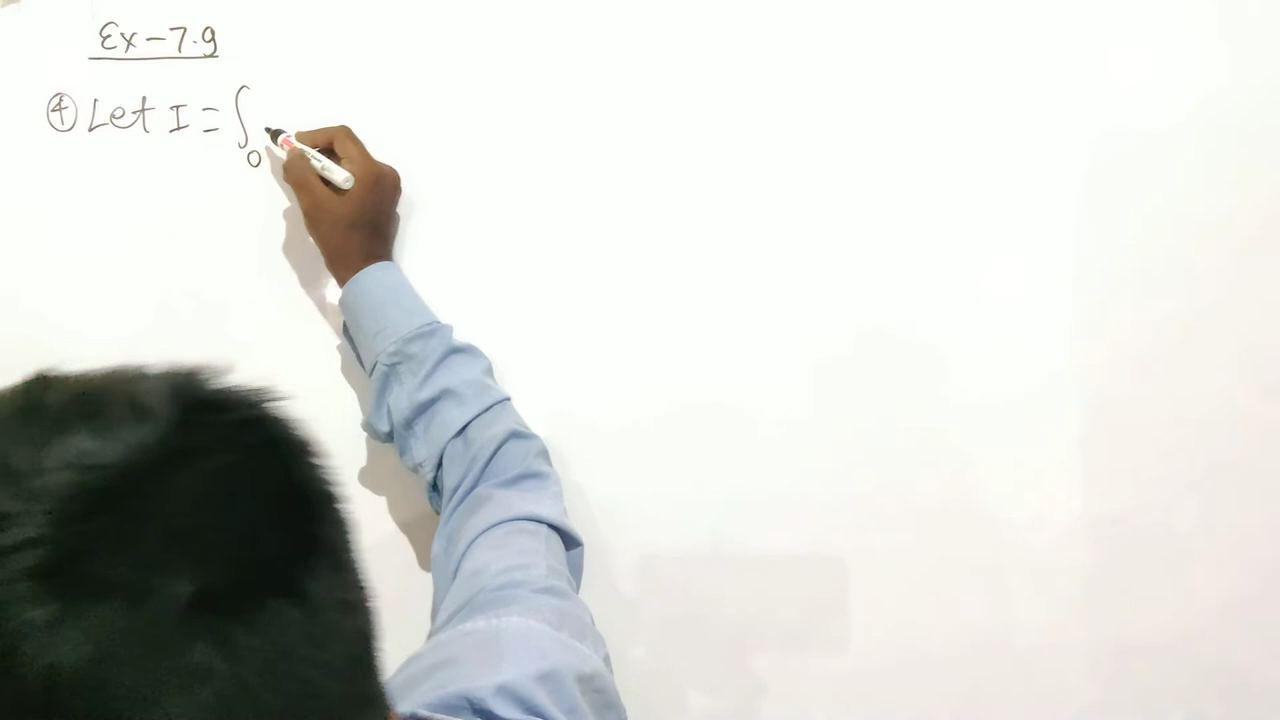 Ex-7.9
④ Let I = ∫₀